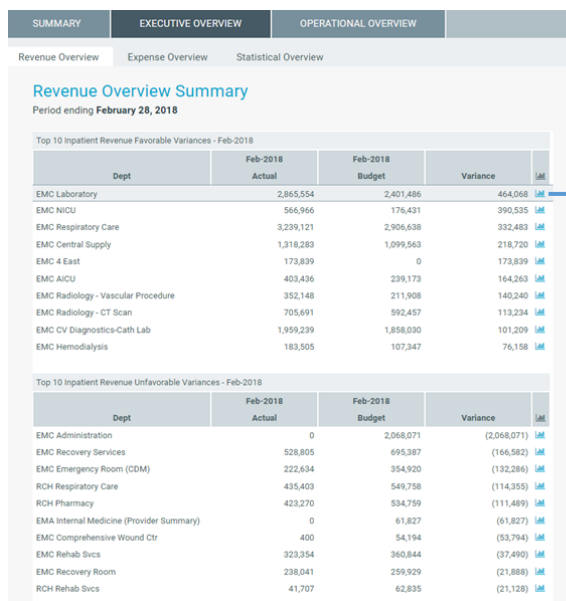 SUMMARY EXECUTIVE OVERVIEW OPERATIONAL OVERVIEW
Revenue Overview Expense Overview Statistical Overview
Revenue Overview Summary
Period ending February 28, 2018
Top 10 Inpatient Revenue Favorable Variances - Feb-2018
Feb-2018 Feb-2018
Dept Actual Budget Variance
EMC Laboratory 2,865,554 2,401,486 464,068
EMC NICU 566,966 176,431 390,535
EMC Respiratory Care 3,239,121 2,906,638 332,483
EMC Central Supply 1,318,283 1,099,563 218,720
EMC 4 East 173,839 0 173,839
EMC AICU 403,436 239,173 164,263
EMC Radiology - Vascular Procedure 352,148 211,908 140,240
EMC Radiology - CT Scan 705,691 592,457 113,234
EMC CV Diagnostics-Cath Lab 1,959,239 1,858,030 101,209
EMC Hemodialysis 183,505 107,347 76,158
Top 10 Inpatient Revenue Unfavorable Variances - Feb-2018
Feb-2018 Feb-2018
Dept Actual Budget Variance
EMC Administration 0 2,068,071 (2,068,071)
EMC Recovery Services 528,805 695,387 (166,582)
EMC Emergency Room (CDM) 222,634 354,920 (132,286)
RCH Respiratory Care 435,403 549,758 (114,355)
RCH Pharmacy 423,270 534,759 (111,489)
EMA Internal Medicine (Provider Summary) 0 61,827 (61,827)
EMC Comprehensive Wound Ctr 400 54,194 (53,794)
EMC Rehab Svcs 323,354 360,844 (37,490)
EMC Recovery Room 238,041 259,929 (21,888)
RCH Rehab Svcs 41,707 62,835 (21,128)